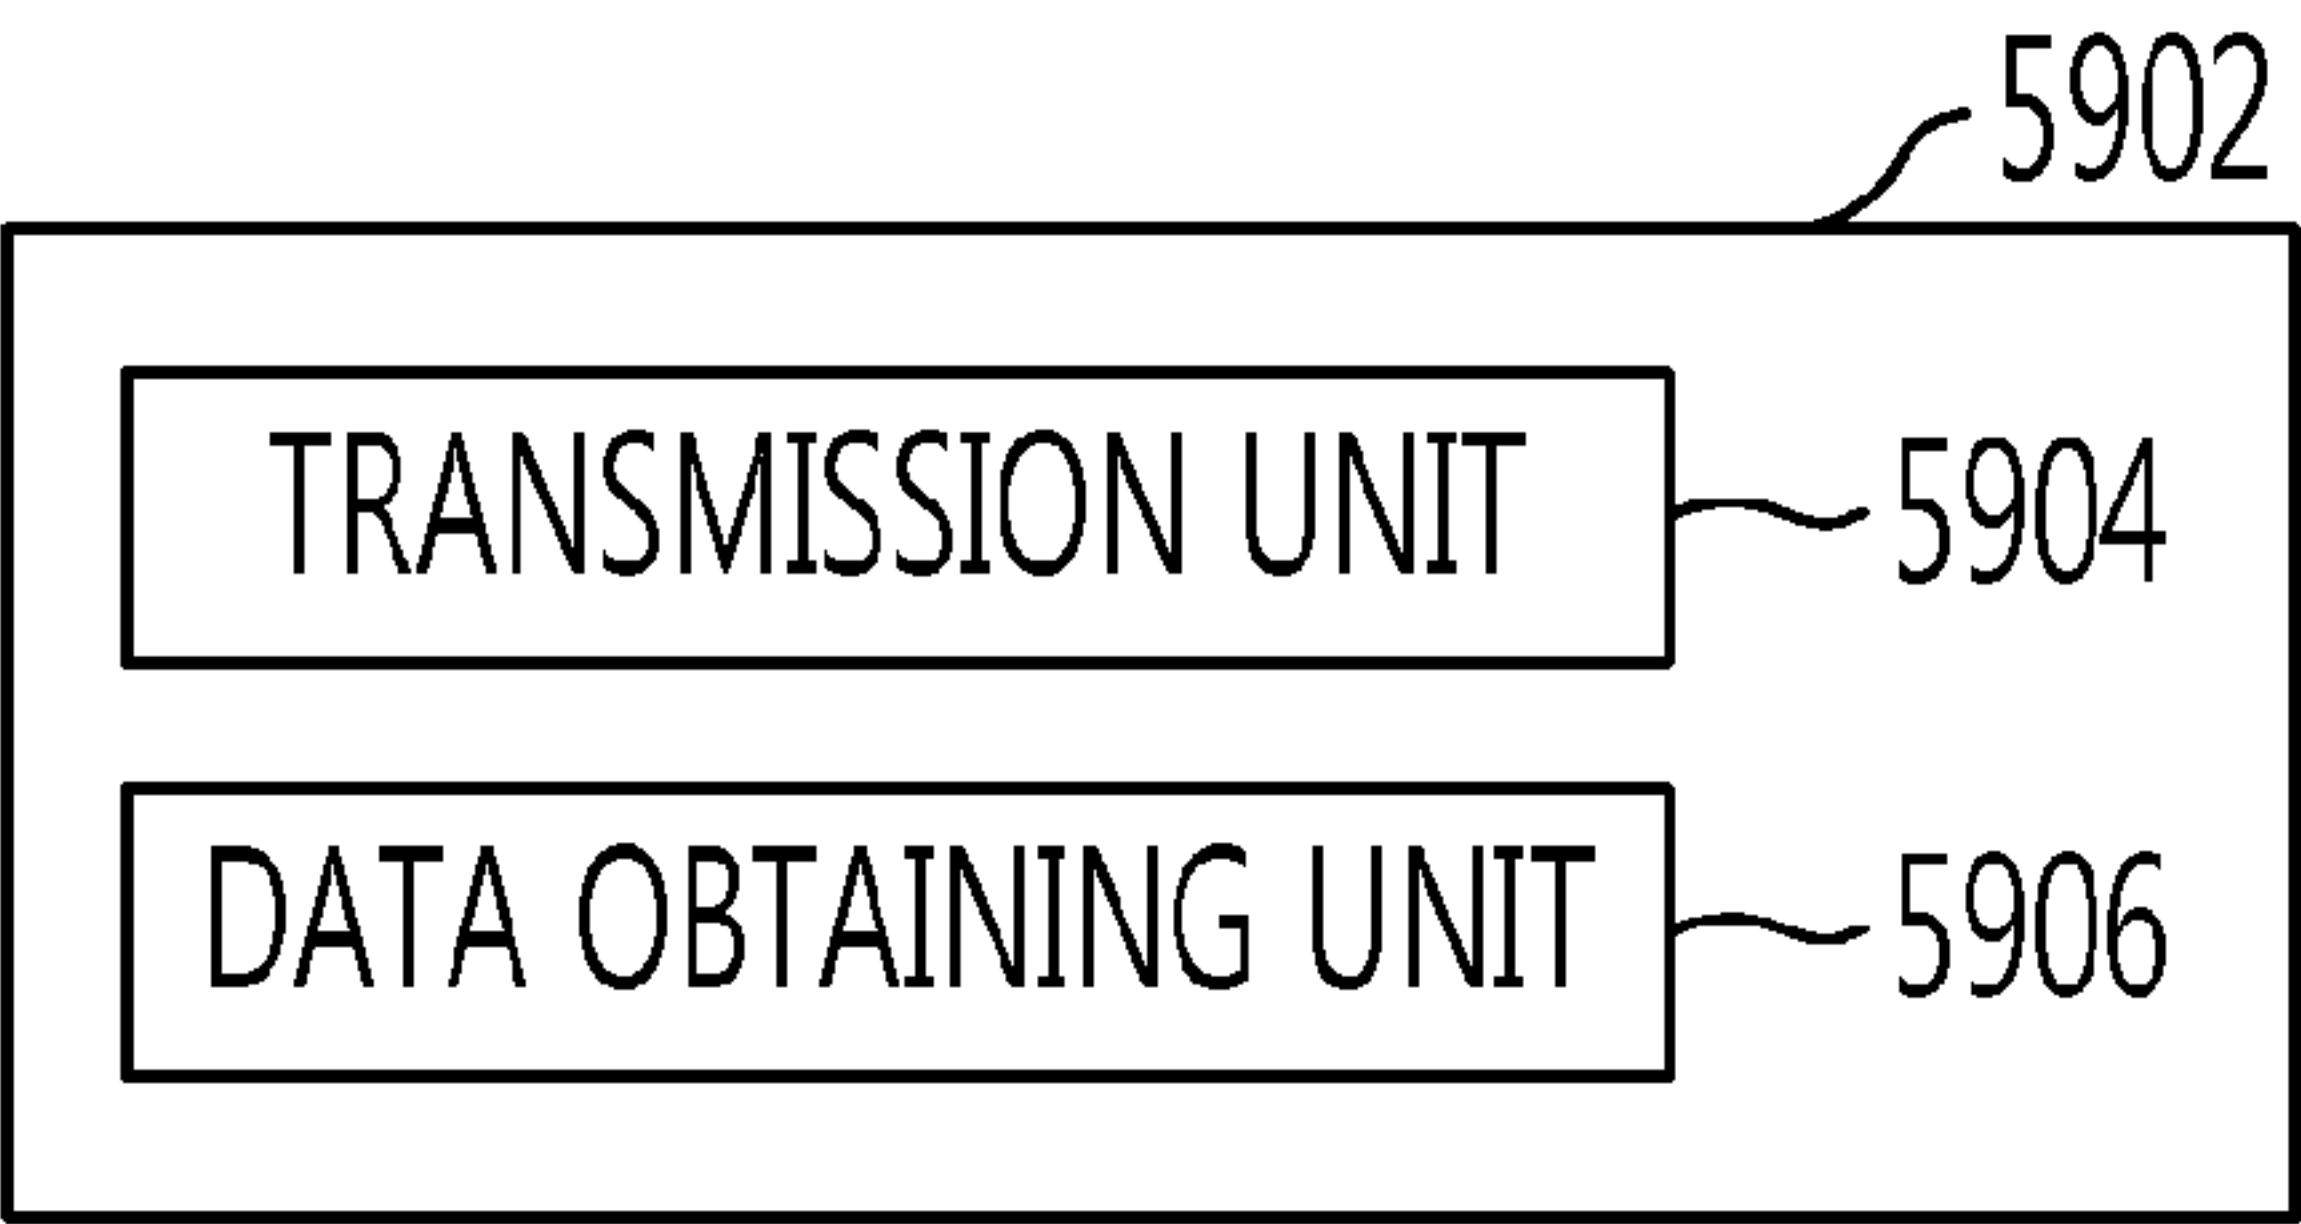 5902
TRANSMISSION UNIT
5904
DATA OBTAINING UNIT
5906